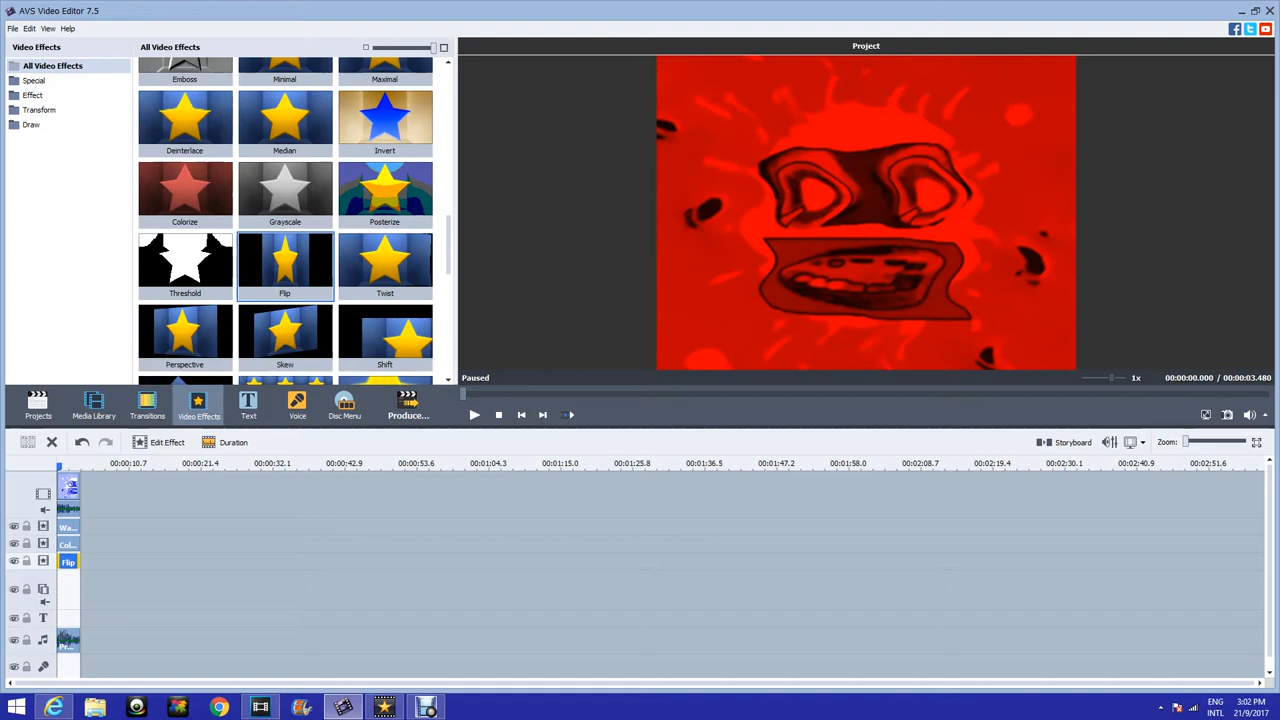 AVS Video Editor 7.5
File Edit View Help
Video Effects
All Video Effects
Project
All Video Effects
Special
Effect
Transform
Draw
Emboss Minimal Maximal
Deinterlace Median Invert
Colorize Grayscale Posterize
Threshold Flip Twist
Perspective Skew Shift
Paused
1x
00:00:00.000 / 00:00:03.480
Projects Media Library Transitions Video Effects Text Voice Disc Menu Produce...
Edit Effect Duration
Storyboard
Zoom:
00:00:10.7 00:00:21.4 00:00:32.1 00:00:42.9 00:00:53.6 00:01:04.3 00:01:15.0 00:01:25.8 00:01:36.5 00:01:47.2 00:01:58.0 00:02:08.7 00:02:19.4 00:02:30.1 00:02:40.9 00:02:51.6
Wa...
Col...
Flip
T
Pr...
ENG
INTL
3:02 PM
21/9/2017